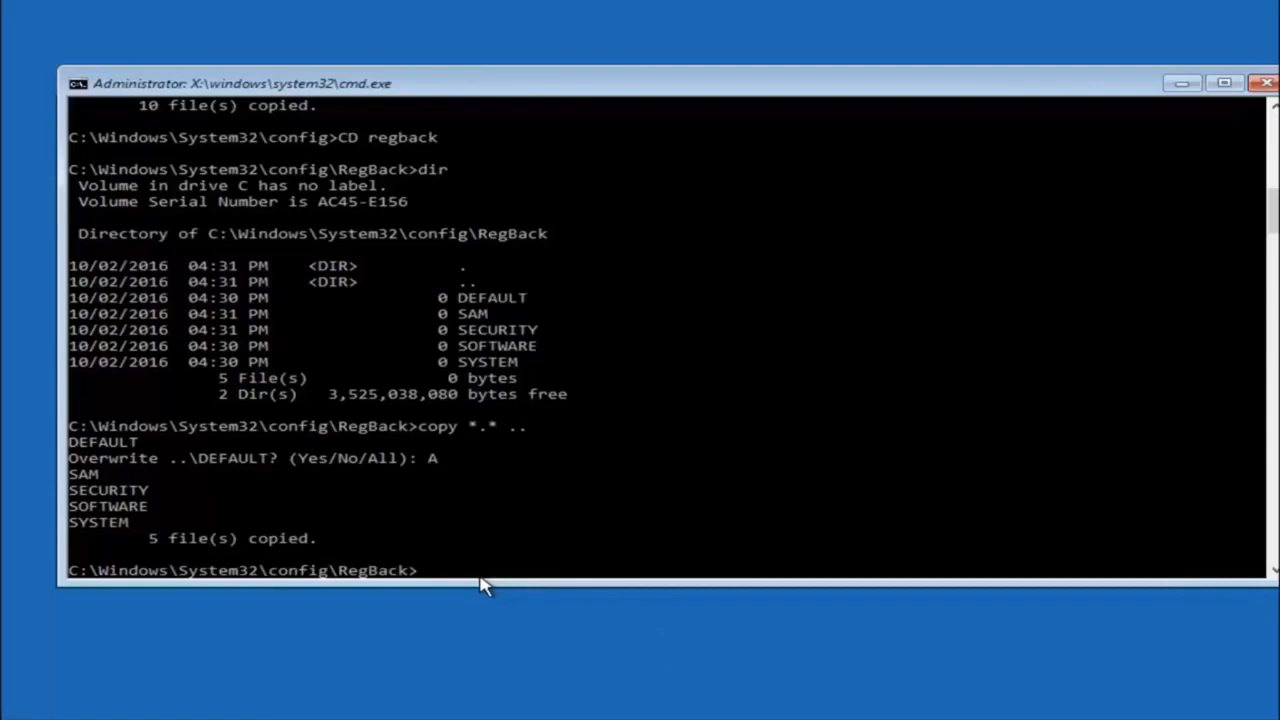 Administrator: X:\windows\system32\cmd.exe
10 file(s) copied.
C:\Windows\System32\config>CD regback
C:\Windows\System32\config\RegBack>dir
Volume in drive C has no label.
Volume Serial Number is AC45-E156
Directory of C:\Windows\System32\config\RegBack
10/02/2016 04:31 PM <DIR> .
10/02/2016 04:31 PM <DIR> ..
10/02/2016 04:30 PM 0 DEFAULT
10/02/2016 04:31 PM 0 SAM
10/02/2016 04:31 PM 0 SECURITY
10/02/2016 04:30 PM 0 SOFTWARE
10/02/2016 04:30 PM 0 SYSTEM
5 File(s) 0 bytes
2 Dir(s) 3,525,038,080 bytes free
C:\Windows\System32\config\RegBack>copy *.* ..
DEFAULT
Overwrite ..\DEFAULT? (Yes/No/All): A
SAM
SECURITY
SOFTWARE
SYSTEM
5 file(s) copied.
C:\Windows\System32\config\RegBack>